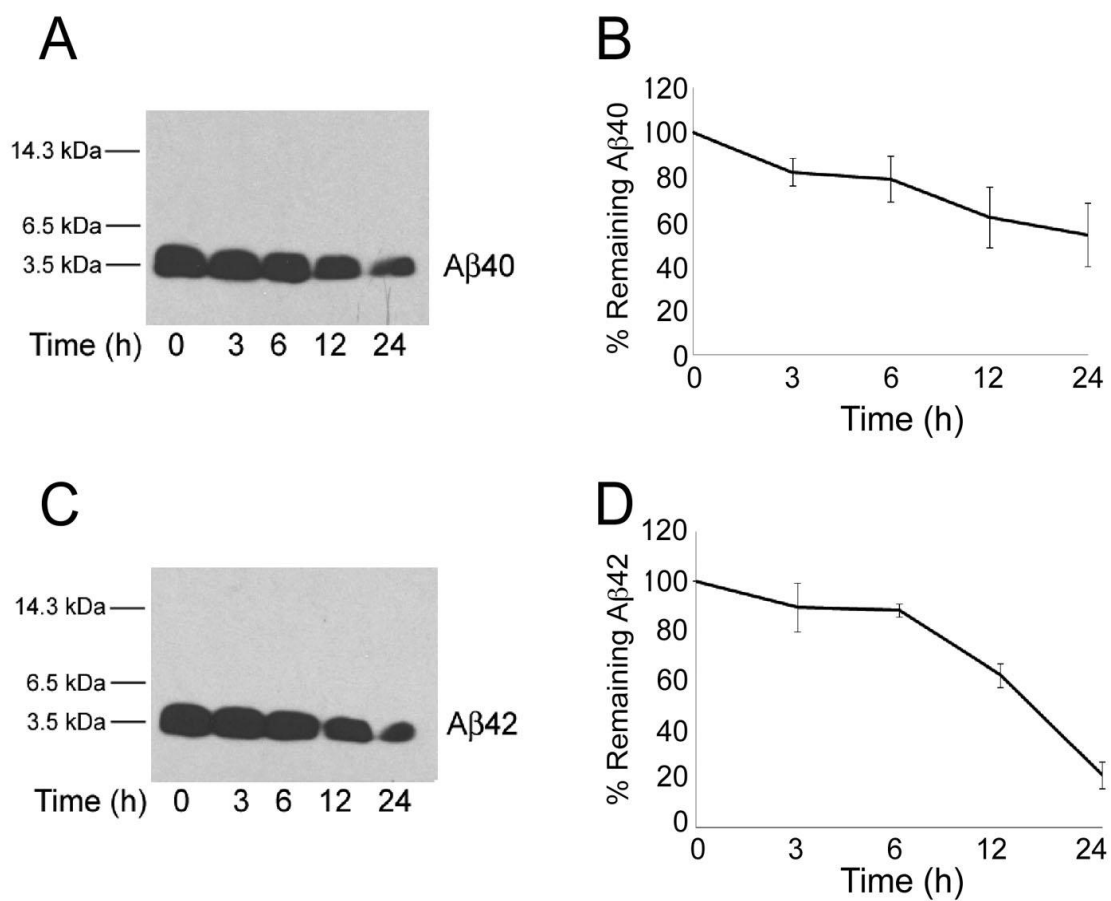 A
14.3 kDa
6.5 kDa
3.5 kDa
Aβ40
Time (h) 0 3 6 12 24
B
% Remaining Aβ40
120
100
80
60
40
20
0
0 3 6 12 24
Time (h)
C
14.3 kDa
6.5 kDa
3.5 kDa
Aβ42
Time (h) 0 3 6 12 24
D
% Remaining Aβ42
120
100
80
60
40
20
0
0 3 6 12 24
Time (h)